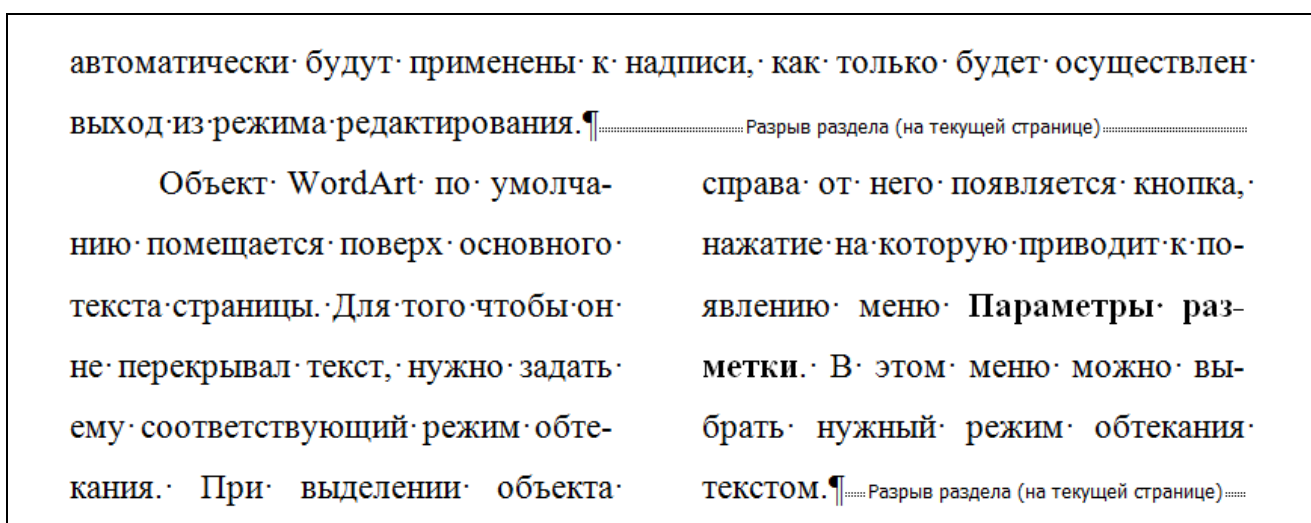 автоматически будут применены к надписи, как только будет осуществлен
выход из режима редактирования.¶ Разрыв раздела (на текущей странице)
Объект WordArt по умолча-
нию помещается поверх основного
текста страницы. Для того чтобы он
не перекрывал текст, нужно задать
ему соответствующий режим обте-
кания. При выделении объекта
справа от него появляется кнопка,
нажатие на которую приводит к по-
явлению меню Параметры раз-
метки. В этом меню можно вы-
брать нужный режим обтекания
текстом.¶ Разрыв раздела (на текущей странице)